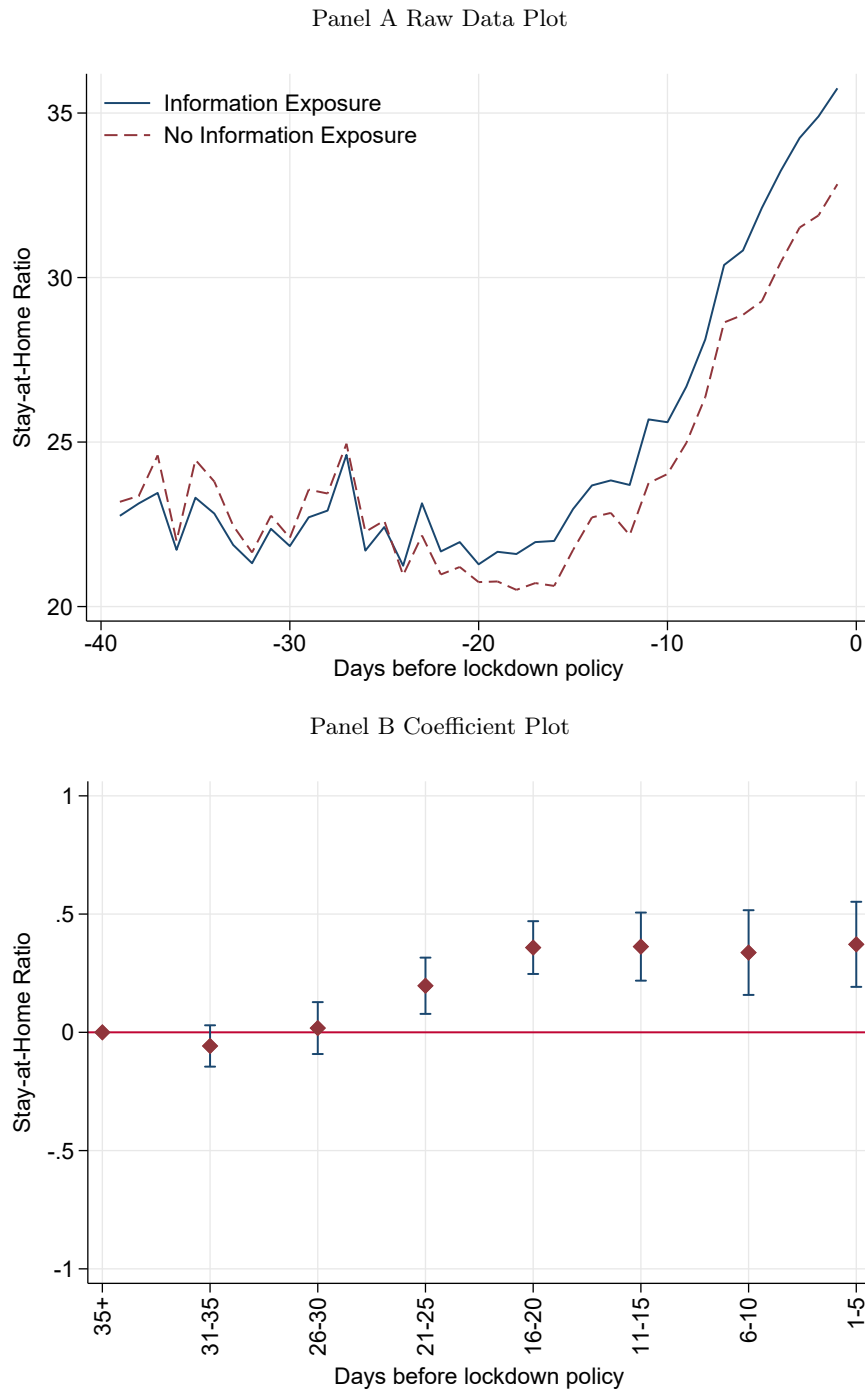 Panel A Raw Data Plot
Information Exposure
No Information Exposure
35
30
25
20
Stay-at-Home Ratio
-40 -30 -20 -10 0
Days before lockdown policy
Panel B Coefficient Plot
1
.5
0
-.5
-1
Stay-at-Home Ratio
35+ 31-35 26-30 21-25 16-20 11-15 6-10 1-5
Days before lockdown policy